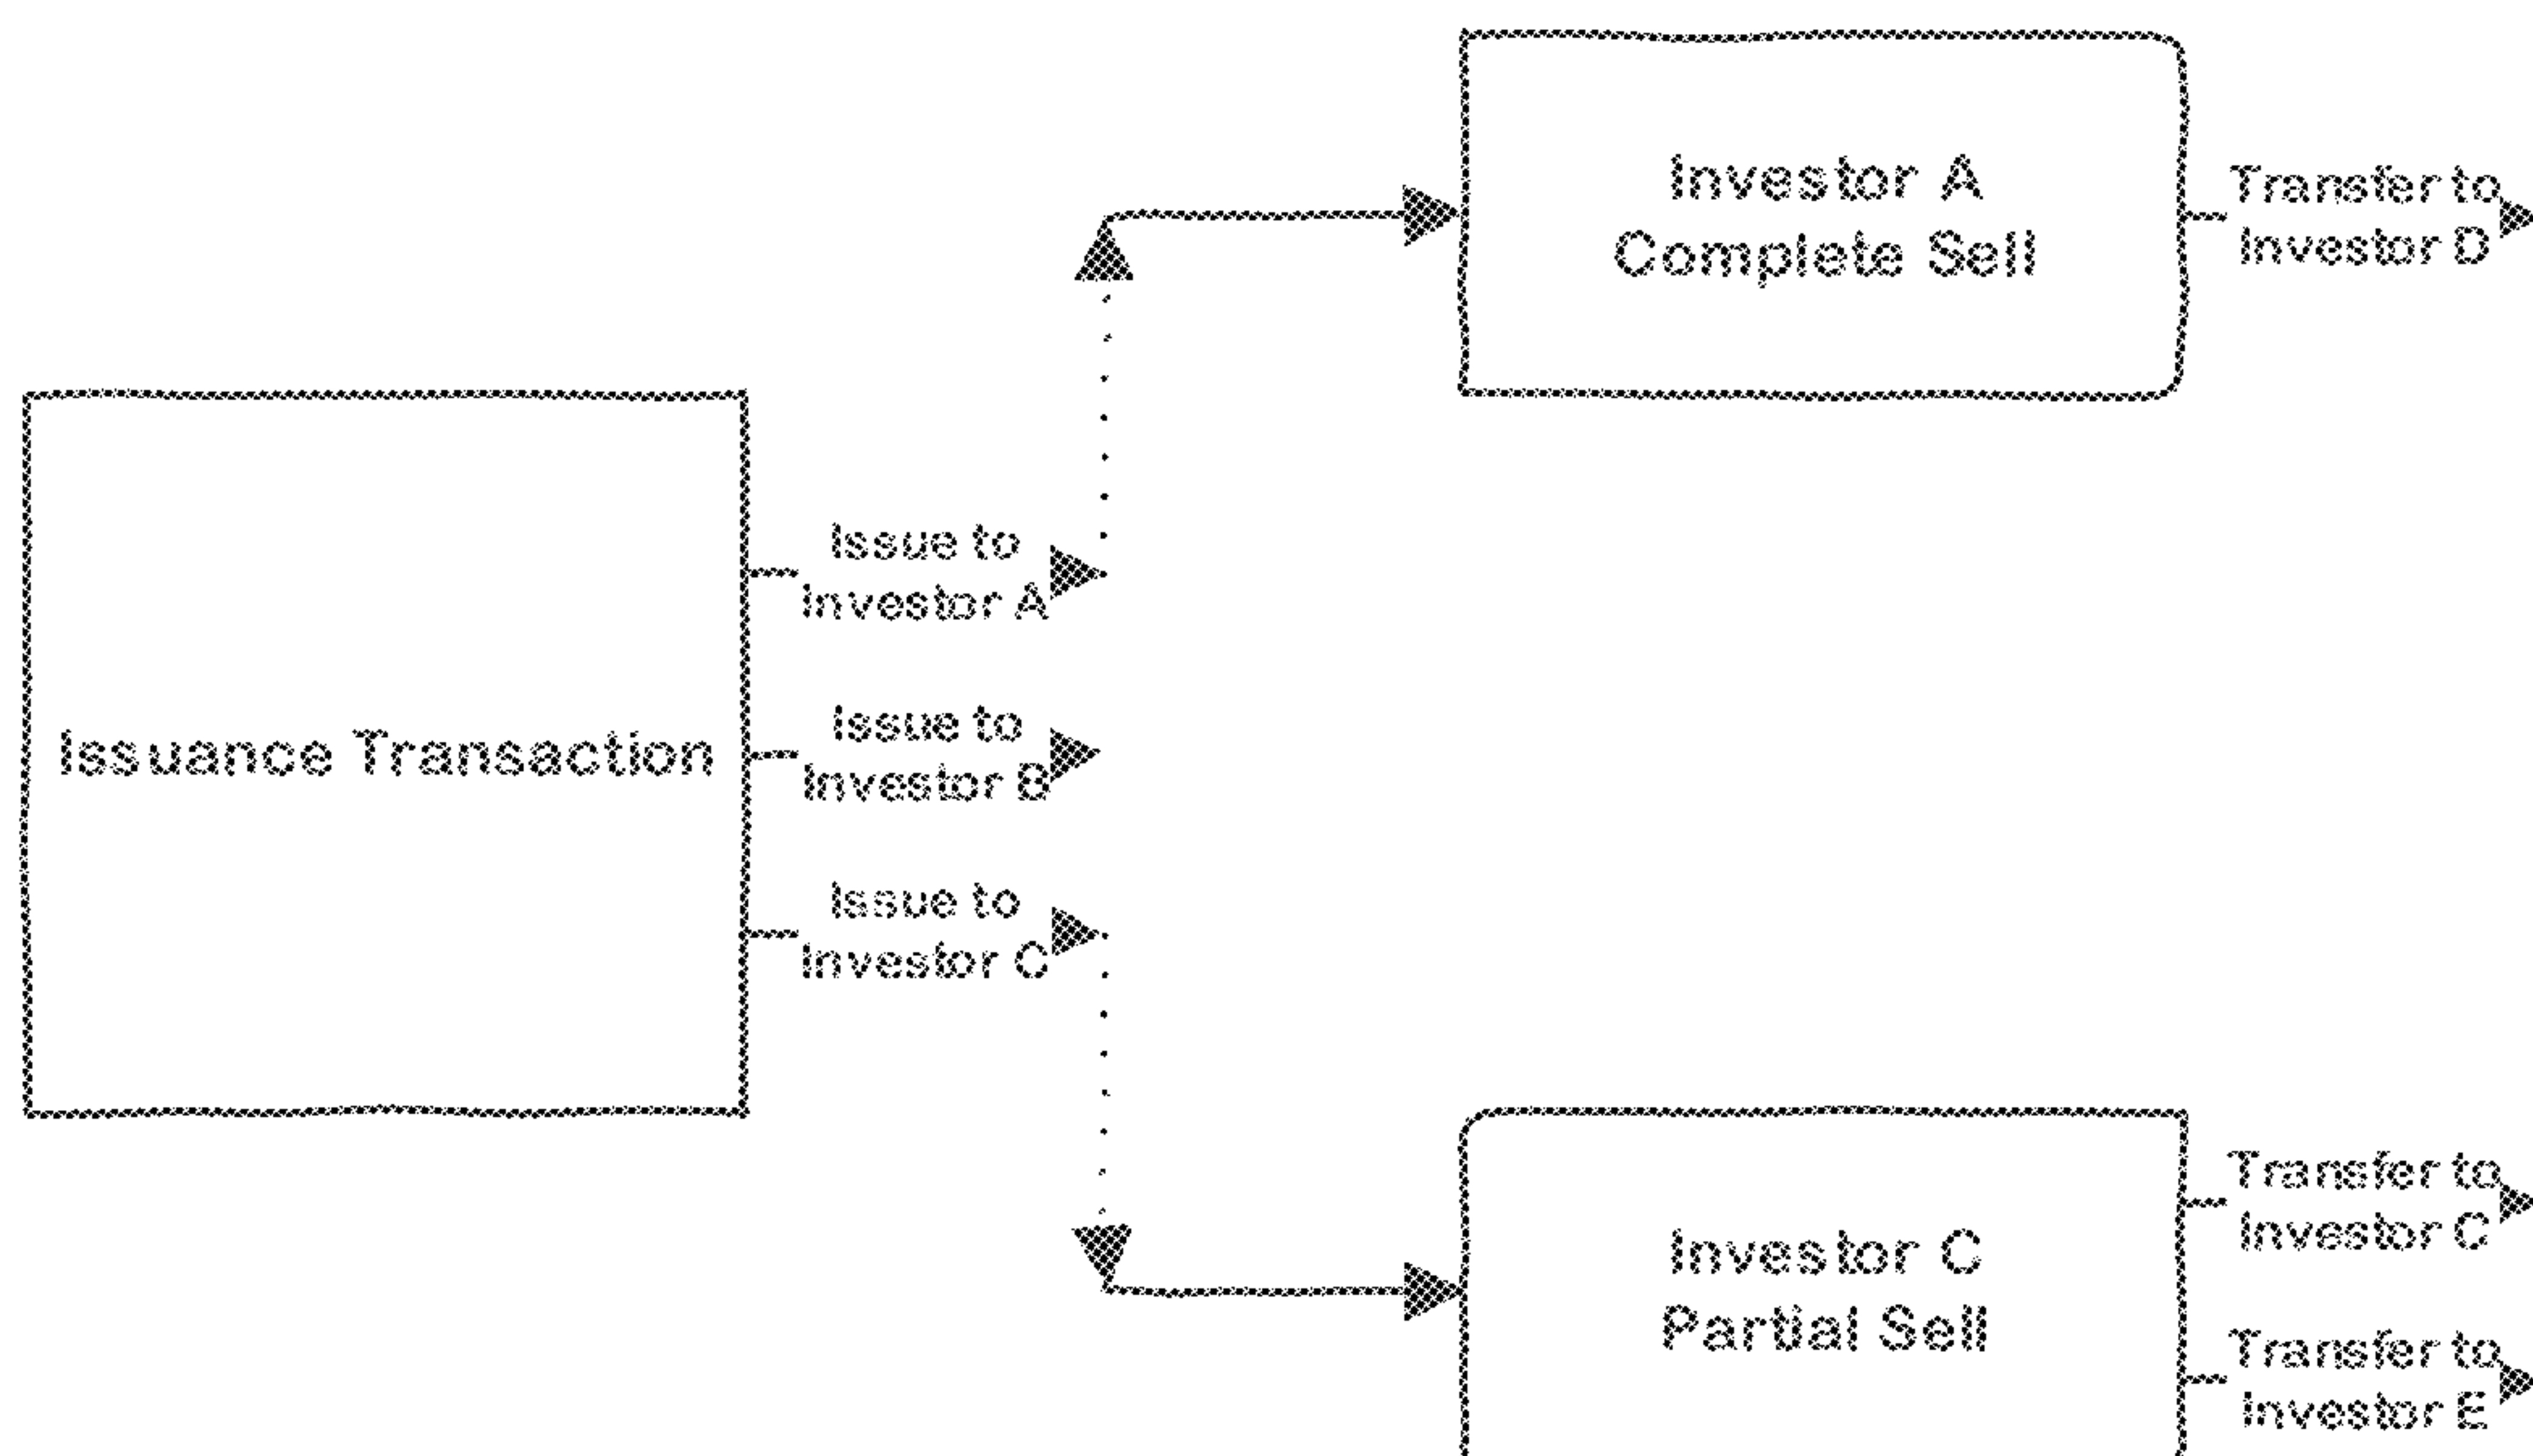 Investor A
Complete Sell
Transfer to
Investor D
Issue to
Investor A
Issuance Transaction
Issue to
Investor B
Issue to
Investor C
Investor C
Partial Sell
Transfer to
Investor C
Transfer to
Investor E